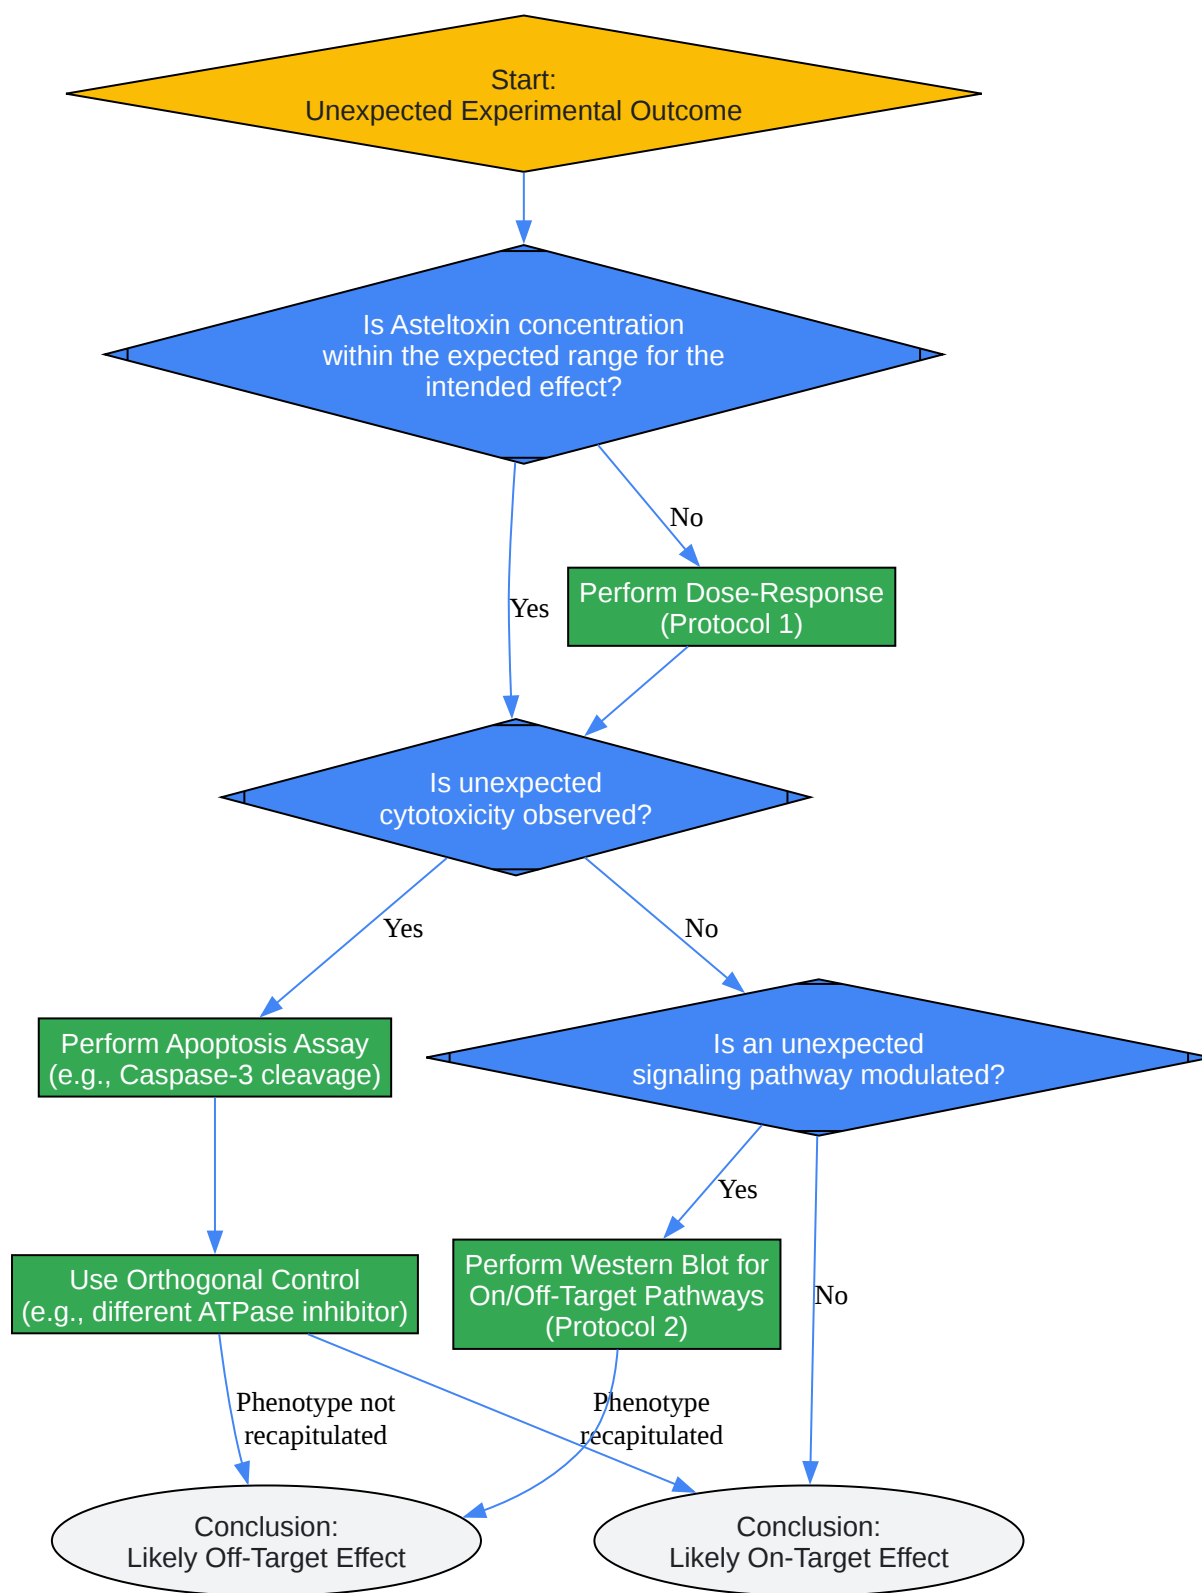 Start:
Unexpected Experimental Outcome
Is Asteltoxin concentration
within the expected range for the
intended effect?
No
Perform Dose-Response
(Protocol 1)
Yes
Is unexpected
cytotoxicity observed?
Yes
No
Perform Apoptosis Assay
(e.g., Caspase-3 cleavage)
Is an unexpected
signaling pathway modulated?
Yes
Use Orthogonal Control
(e.g., different ATPase inhibitor)
Perform Western Blot for
On/Off-Target Pathways
(Protocol 2)
No
Phenotype not
recapitulated
Phenotype
recapitulated
Conclusion:
Likely Off-Target Effect
Conclusion:
Likely On-Target Effect